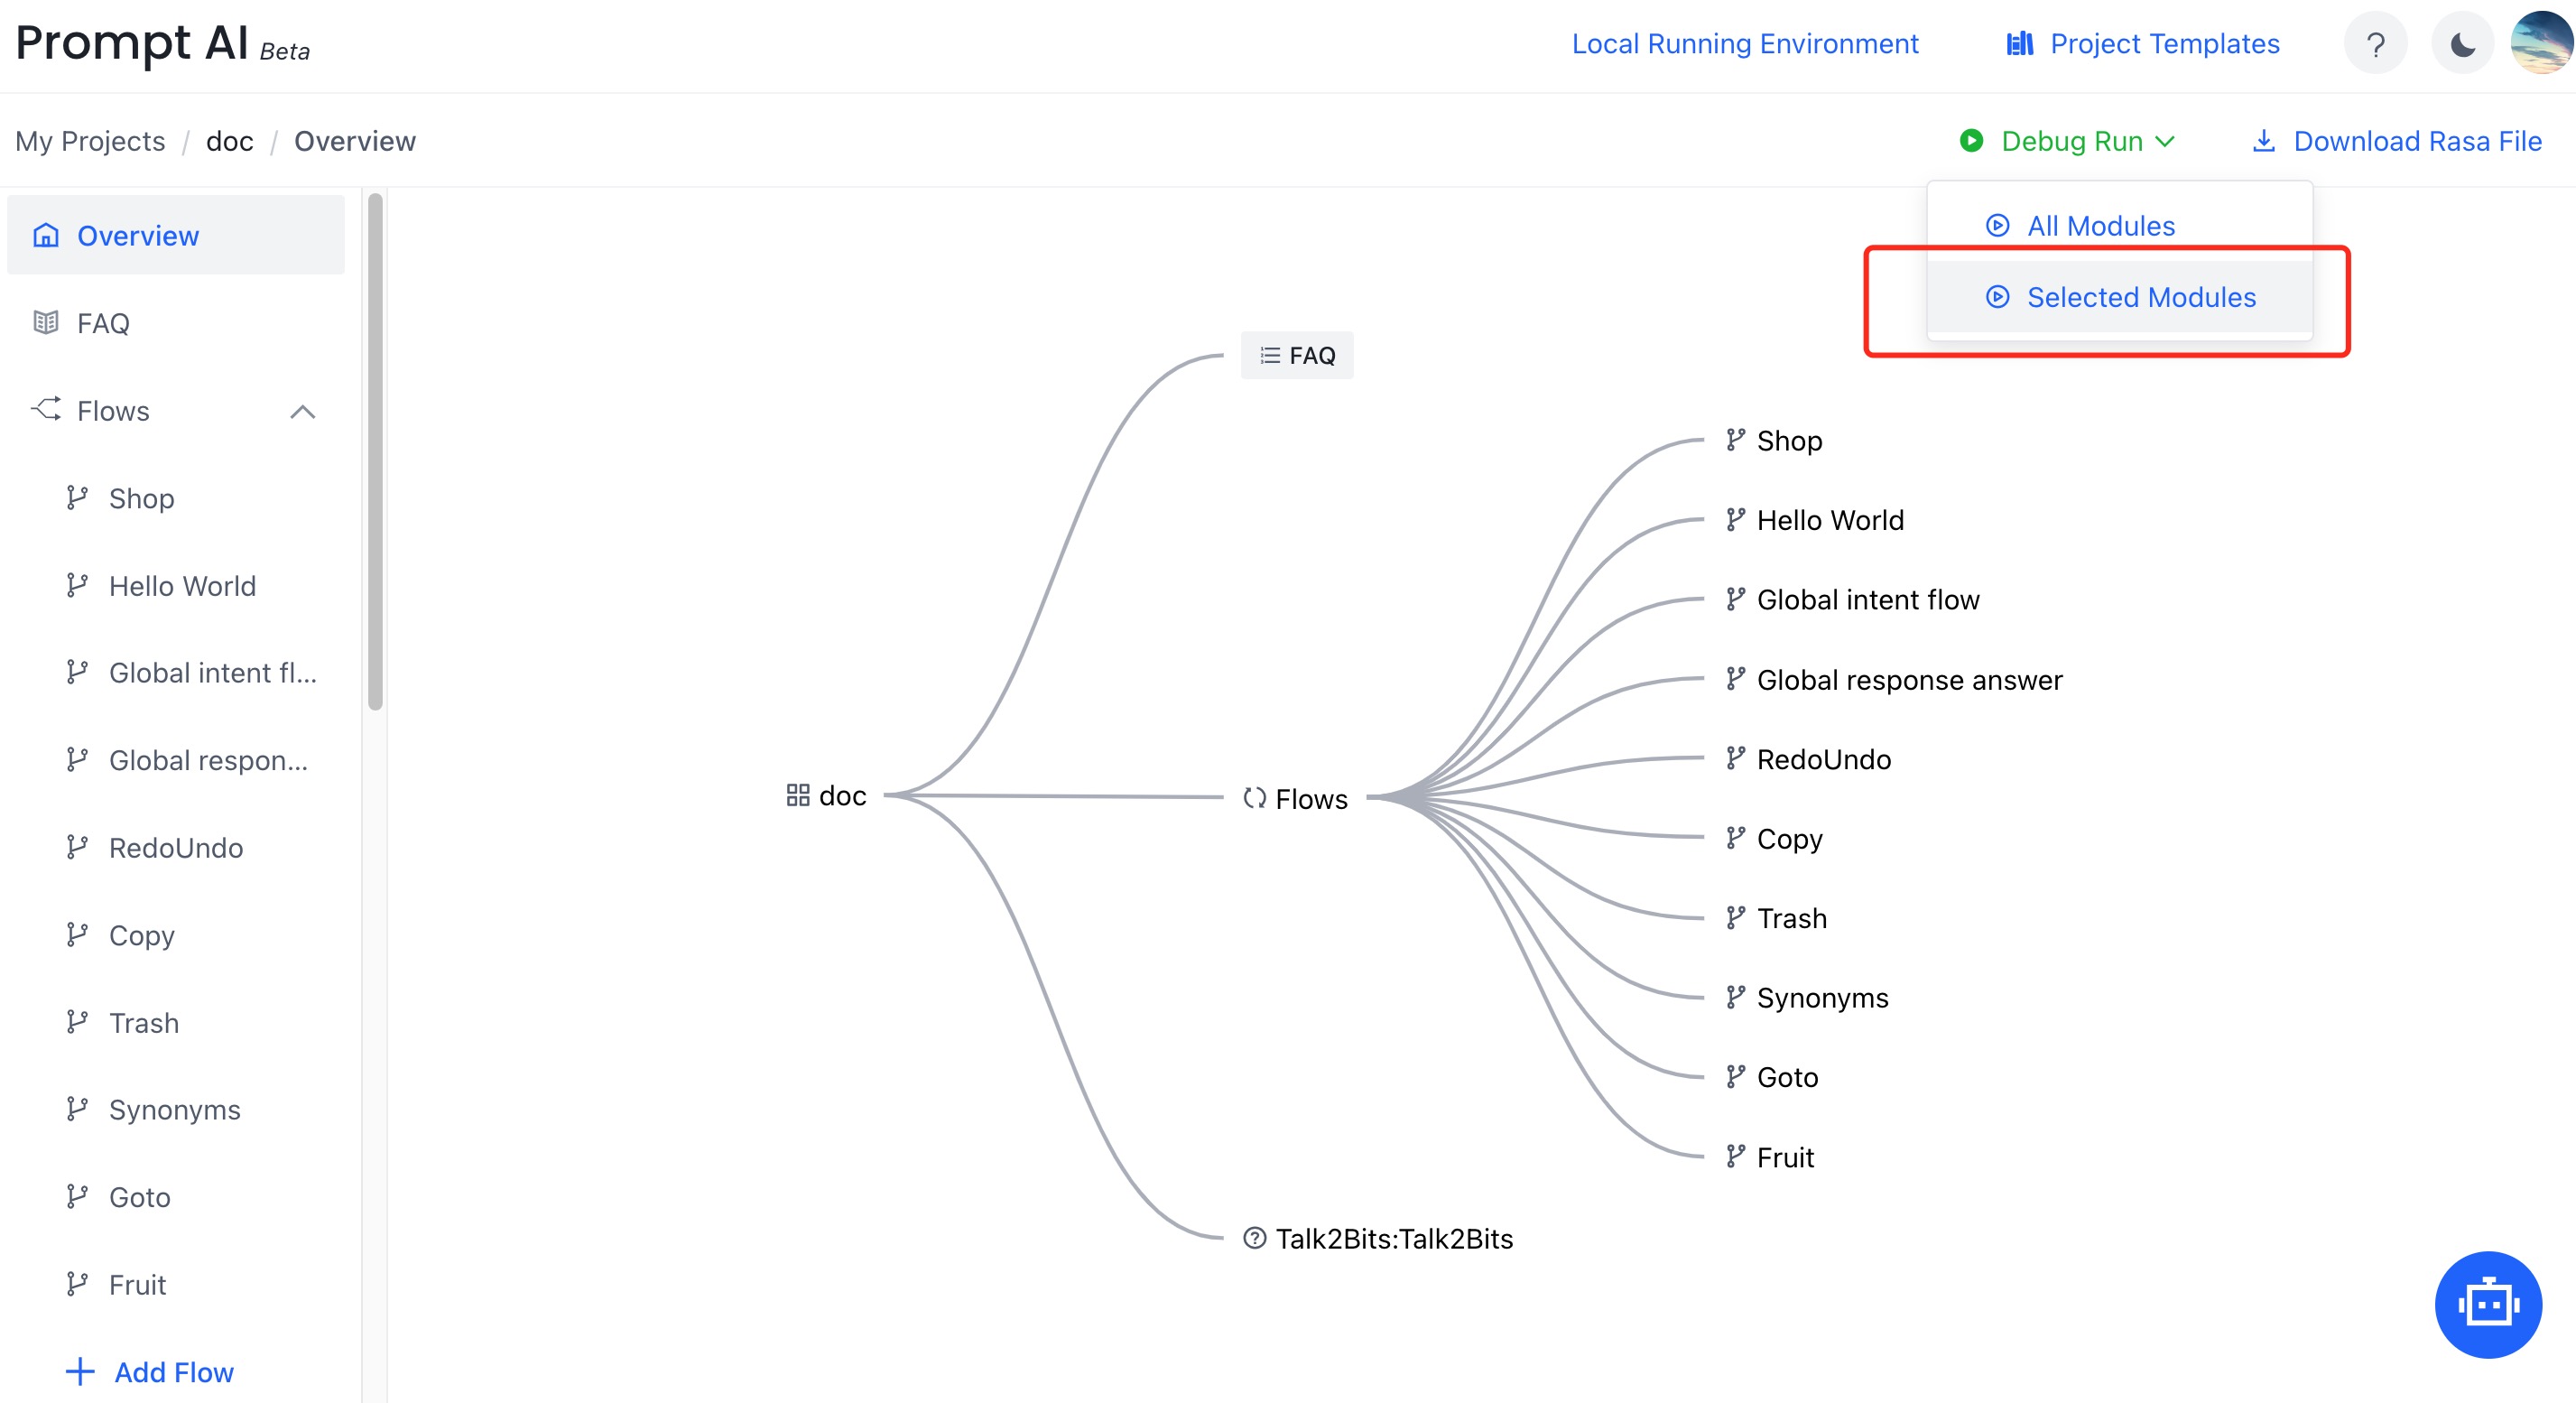 Prompt AI Beta
Local Running Environment
Project Templates
?
My Projects / doc / Overview
Debug Run
Download Rasa File
All Modules
Selected Modules
Overview
FAQ
Flows
Shop
Hello World
Global intent fl...
Global respon...
RedoUndo
Copy
Trash
Synonyms
Goto
Fruit
Add Flow
doc
FAQ
Flows
Talk2Bits:Talk2Bits
Shop
Hello World
Global intent flow
Global response answer
RedoUndo
Copy
Trash
Synonyms
Goto
Fruit